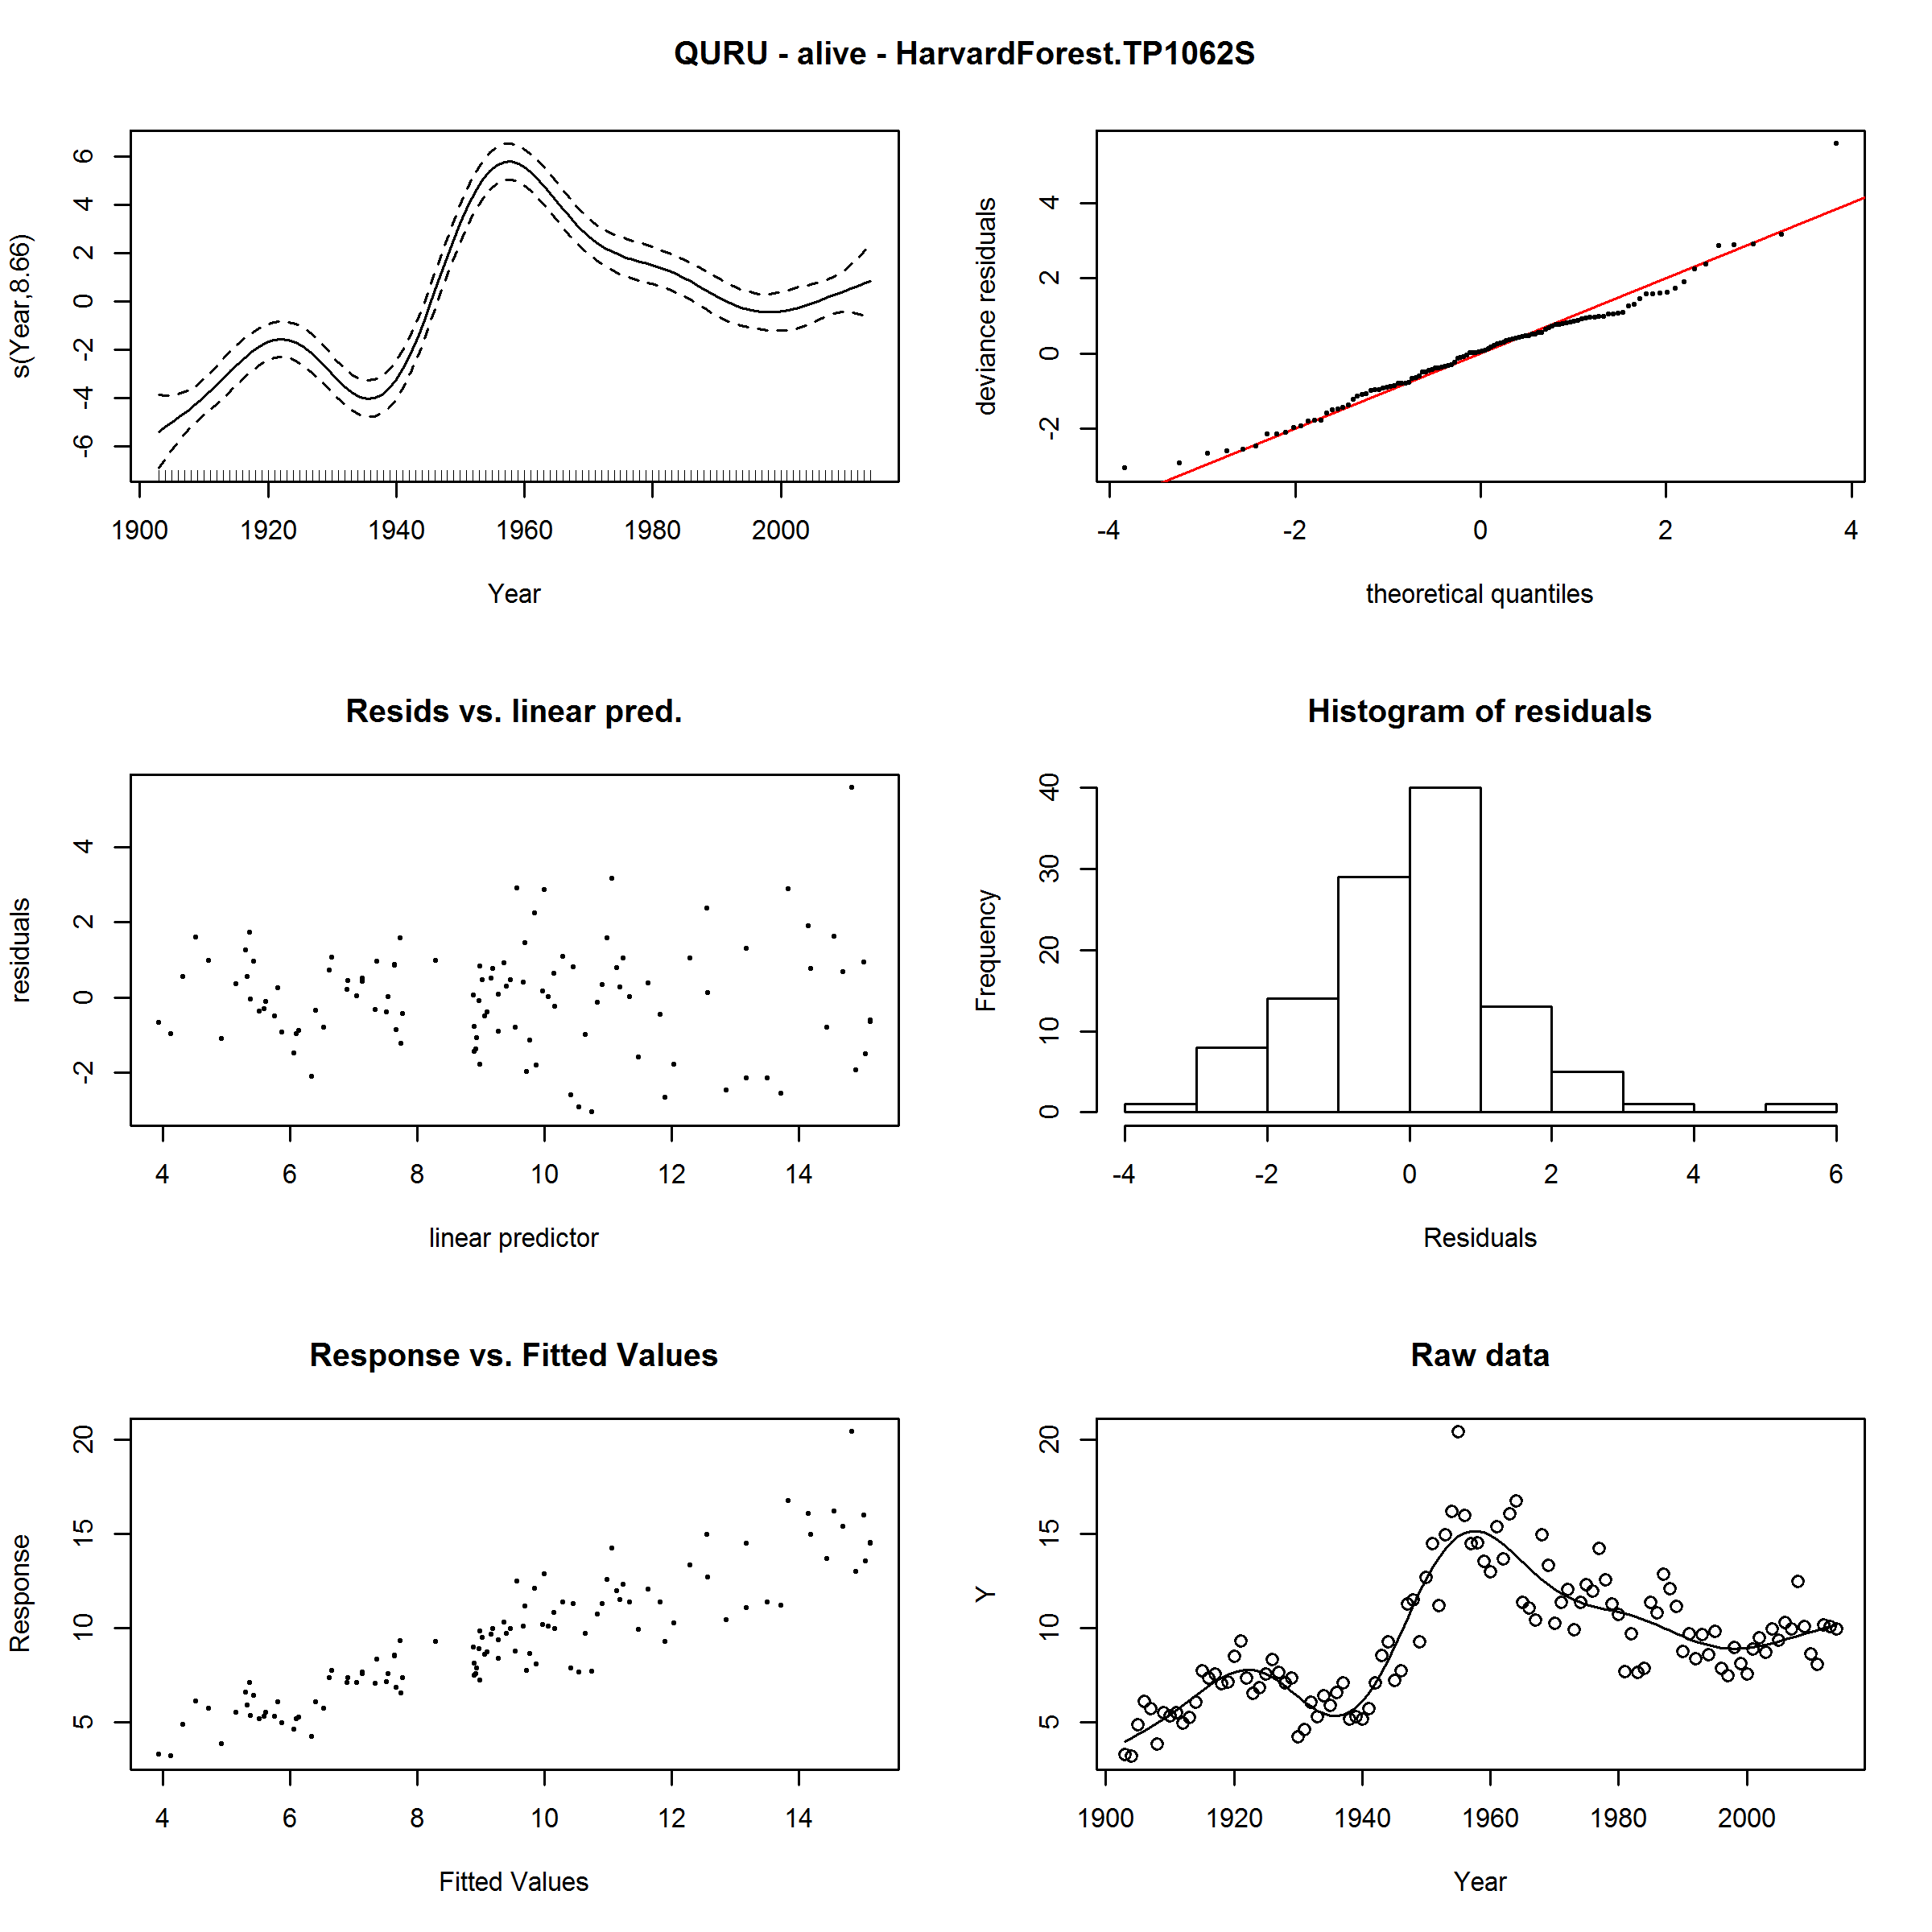 QURU - alive - HarvardForest.TP1062S
s(Year,8.66)
6
4
2
0
-2
-4
-6
1900 1920 1940 1960 1980 2000
Year
deviance residuals
4
2
0
-2
-4 -2 0 2 4
theoretical quantiles
Resids vs. linear pred.
residuals
4
2
0
-2
4 6 8 10 12 14
linear predictor
Histogram of residuals
Frequency
40
30
20
10
0
-4 -2 0 2 4 6
Residuals
Response vs. Fitted Values
Response
20
15
10
5
4 6 8 10 12 14
Fitted Values
Raw data
Y
20
15
10
5
1900 1920 1940 1960 1980 2000
Year